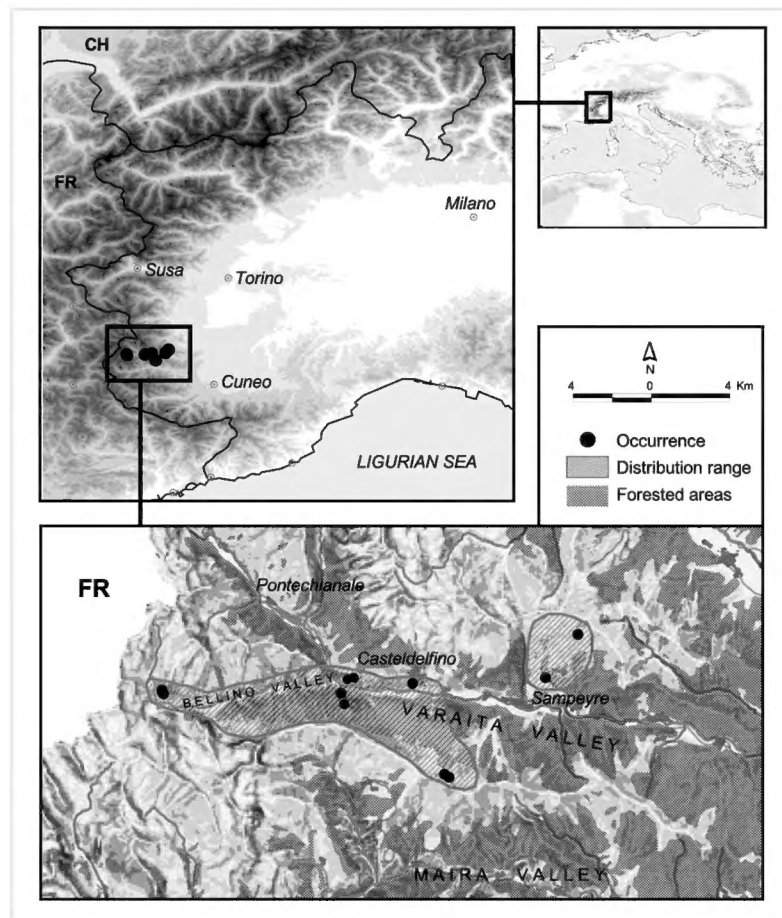 CH
FR
Milano
Susa
Torino
Cuneo
LIGURIAN SEA
N
4 0 4 Km
Occurrence
Distribution range
Forested areas
FR
Pontechianale
Casteldelfino
BELLINO VALLEY
Sampeyre
VARAITA VALLEY
MAIRA VALLEY